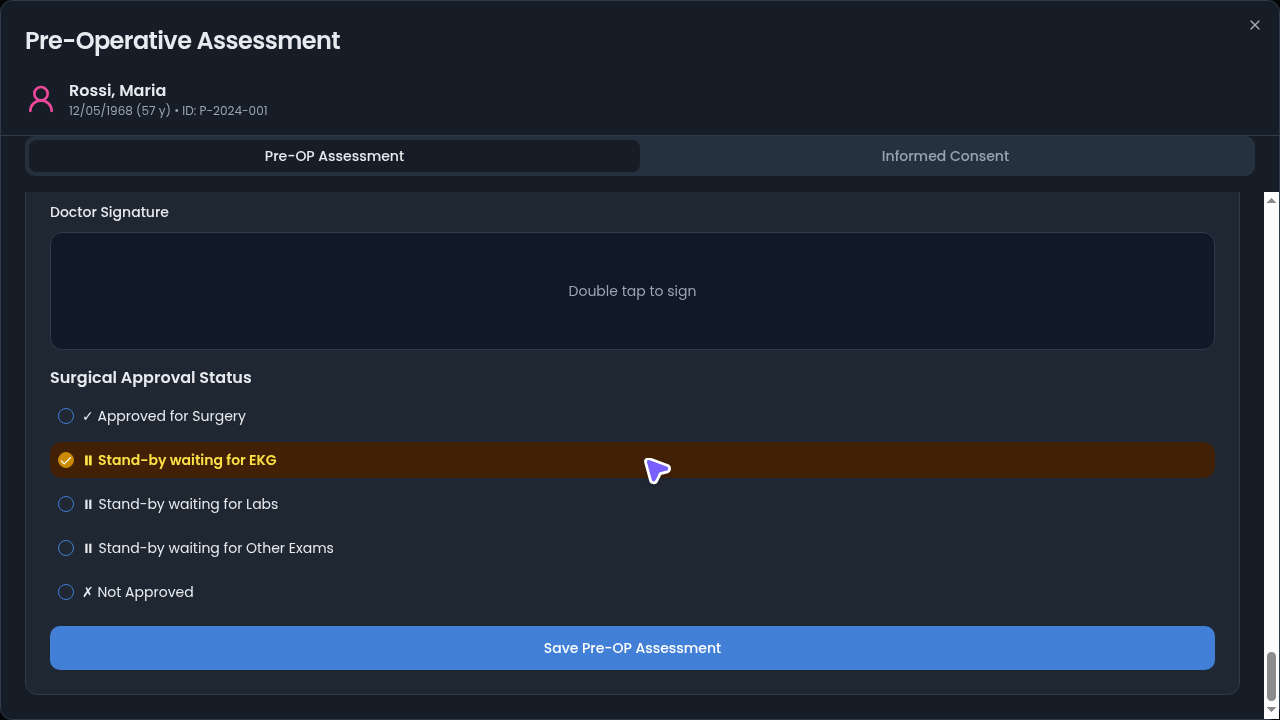 Pre-Operative Assessment
Rossi, Maria
12/05/1968 (57 y) • ID: P-2024-001
Pre-OP Assessment
Informed Consent
Doctor Signature
Double tap to sign
Surgical Approval Status
✓ Approved for Surgery
⏸ Stand-by waiting for EKG
⏸ Stand-by waiting for Labs
⏸ Stand-by waiting for Other Exams
✗ Not Approved
Save Pre-OP Assessment